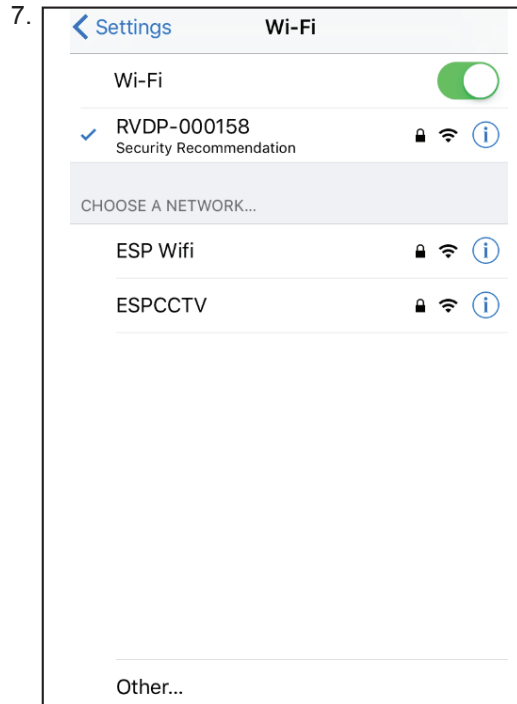 7.
Settings Wi-Fi
Wi-Fi
RVDP-000158
Security Recommendation
CHOOSE A NETWORK...
ESP Wifi
ESPCCTV
Other...